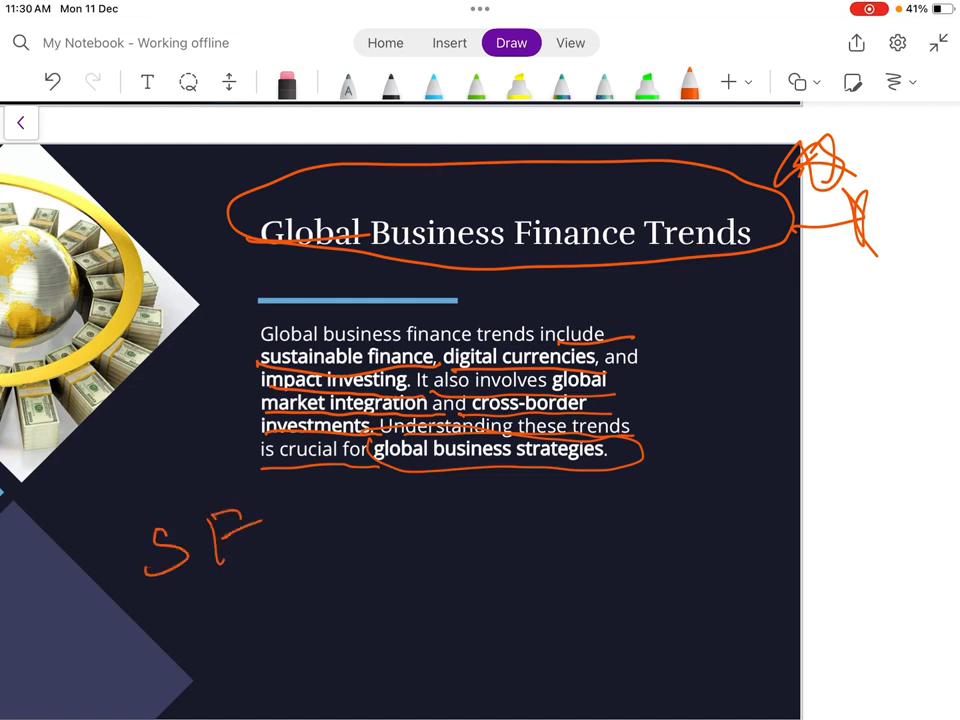 11:30 AM Mon 11 Dec
41%
My Notebook - Working offline
Home Insert Draw View
Global Business Finance Trends
Global business finance trends include
sustainable finance, digital currencies, and
impact investing. It also involves global
market integration and cross-border
investments. Understanding these trends
is crucial for global business strategies.
SF